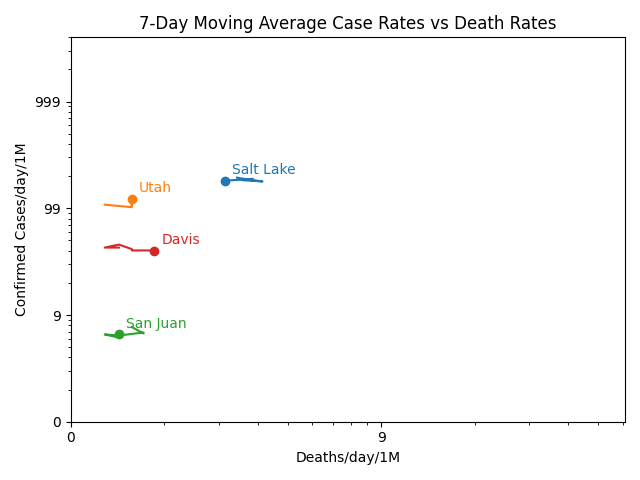 7-Day Moving Average Case Rates vs Death Rates
Confirmed Cases/day/1M
999
99
9
0
Salt Lake
Utah
Davis
San Juan
0
9
Deaths/day/1M